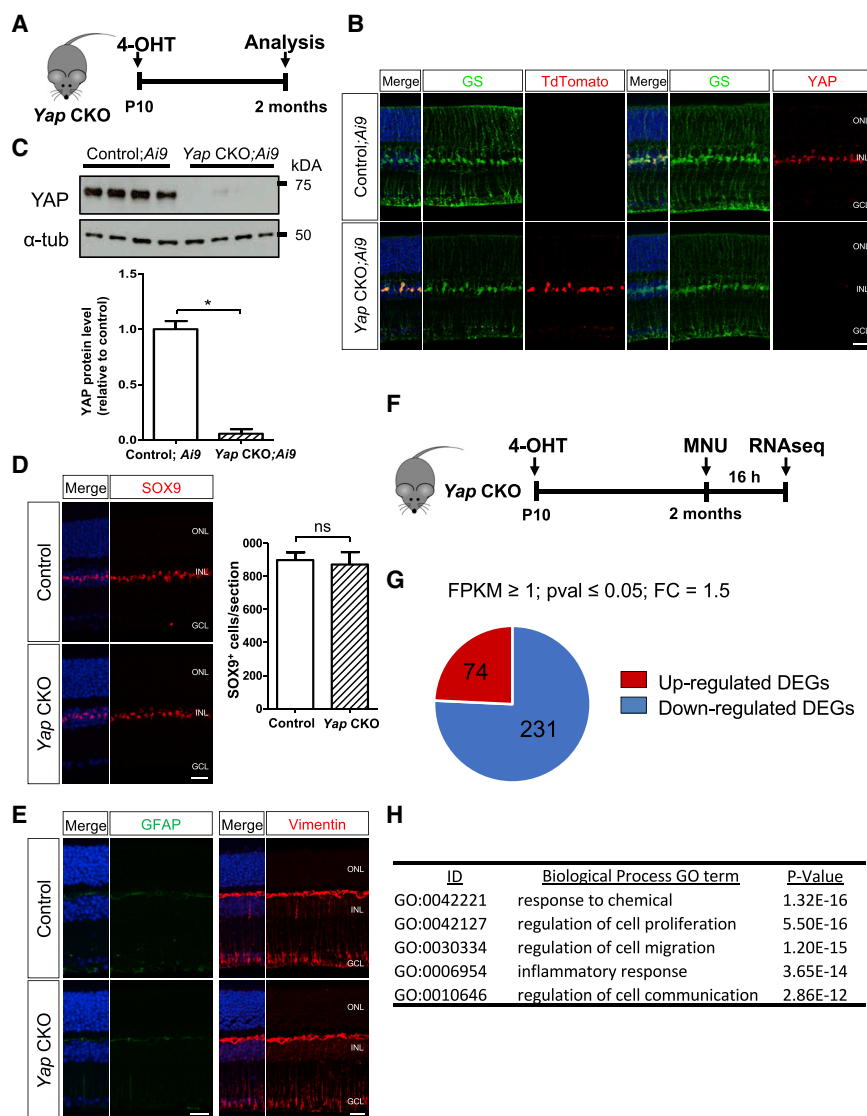 A
4-OHT
Analysis
Yap CKO
P10
2 months
B
Merge
GS
TdTomato
Merge
GS
YAP
Control;Ai9
ONL
INL
GCL
Yap CKO;Ai9
ONL
INL
GCL
C
Control;Ai9
Yap CKO;Ai9
kDA
YAP
75
α-tub
50
YAP protein level
(relative to control)
1.5
1.0
0.5
0.0
*
Control; Ai9
Yap CKO;Ai9
D
Merge
SOX9
Control
ONL
INL
GCL
Yap CKO
ONL
INL
GCL
SOX9+ cells/section
000
800
600
400
200
0
ns
Control
Yap CKO
E
Merge
GFAP
Merge
Vimentin
Control
ONL
INL
GCL
Yap CKO
ONL
INL
GCL
F
4-OHT
MNU
RNAseq
16 h
Yap CKO
P10
2 months
G
FPKM ≥ 1; pval ≤ 0.05; FC = 1.5
74
231
Up-regulated DEGs
Down-regulated DEGs
H
ID Biological Process GO term P-Value
GO:0042221 response to chemical 1.32E-16
GO:0042127 regulation of cell proliferation 5.50E-16
GO:0030334 regulation of cell migration 1.20E-15
GO:0006954 inflammatory response 3.65E-14
GO:0010646 regulation of cell communication 2.86E-12